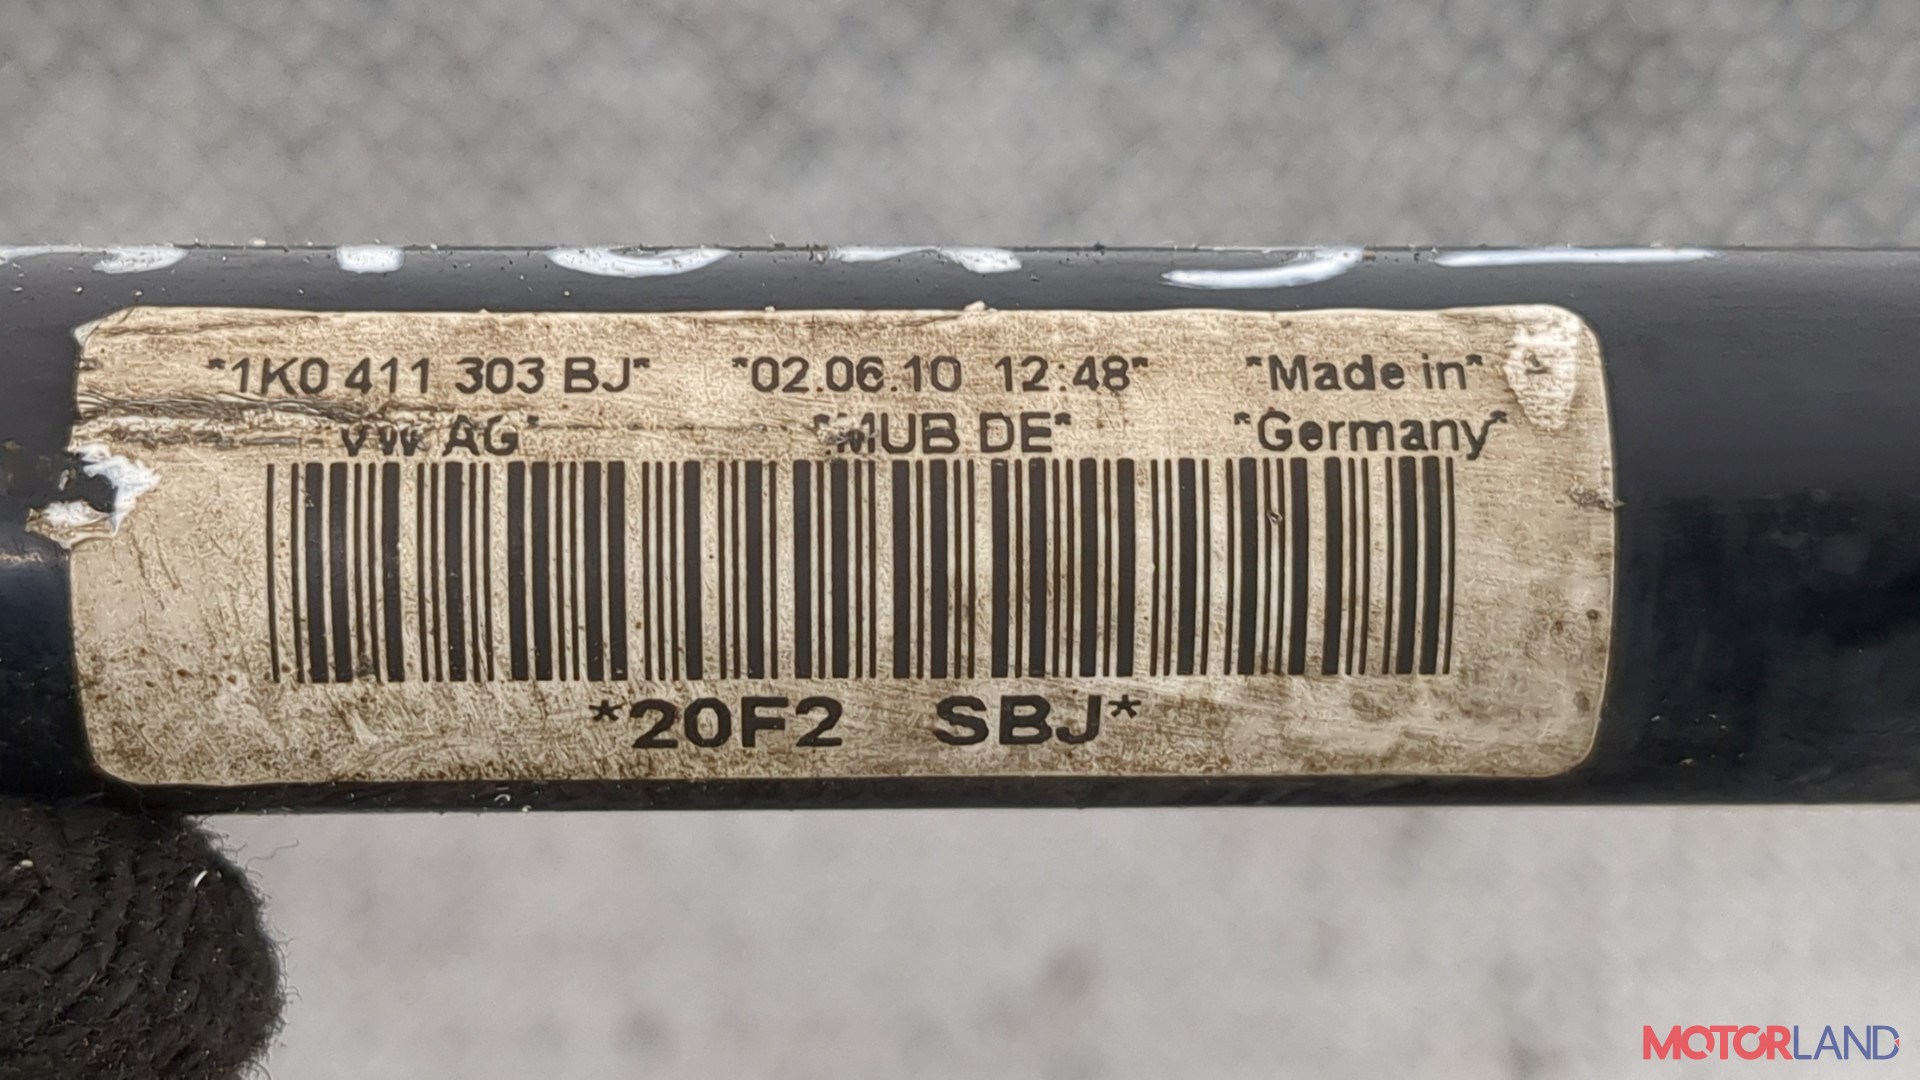 *1K0 411 303 BJ* *02.06.10 12:48* *Made in*
VW AG* *MUB DE* *Germany*
*20F2 SBJ*
MOTORLAND